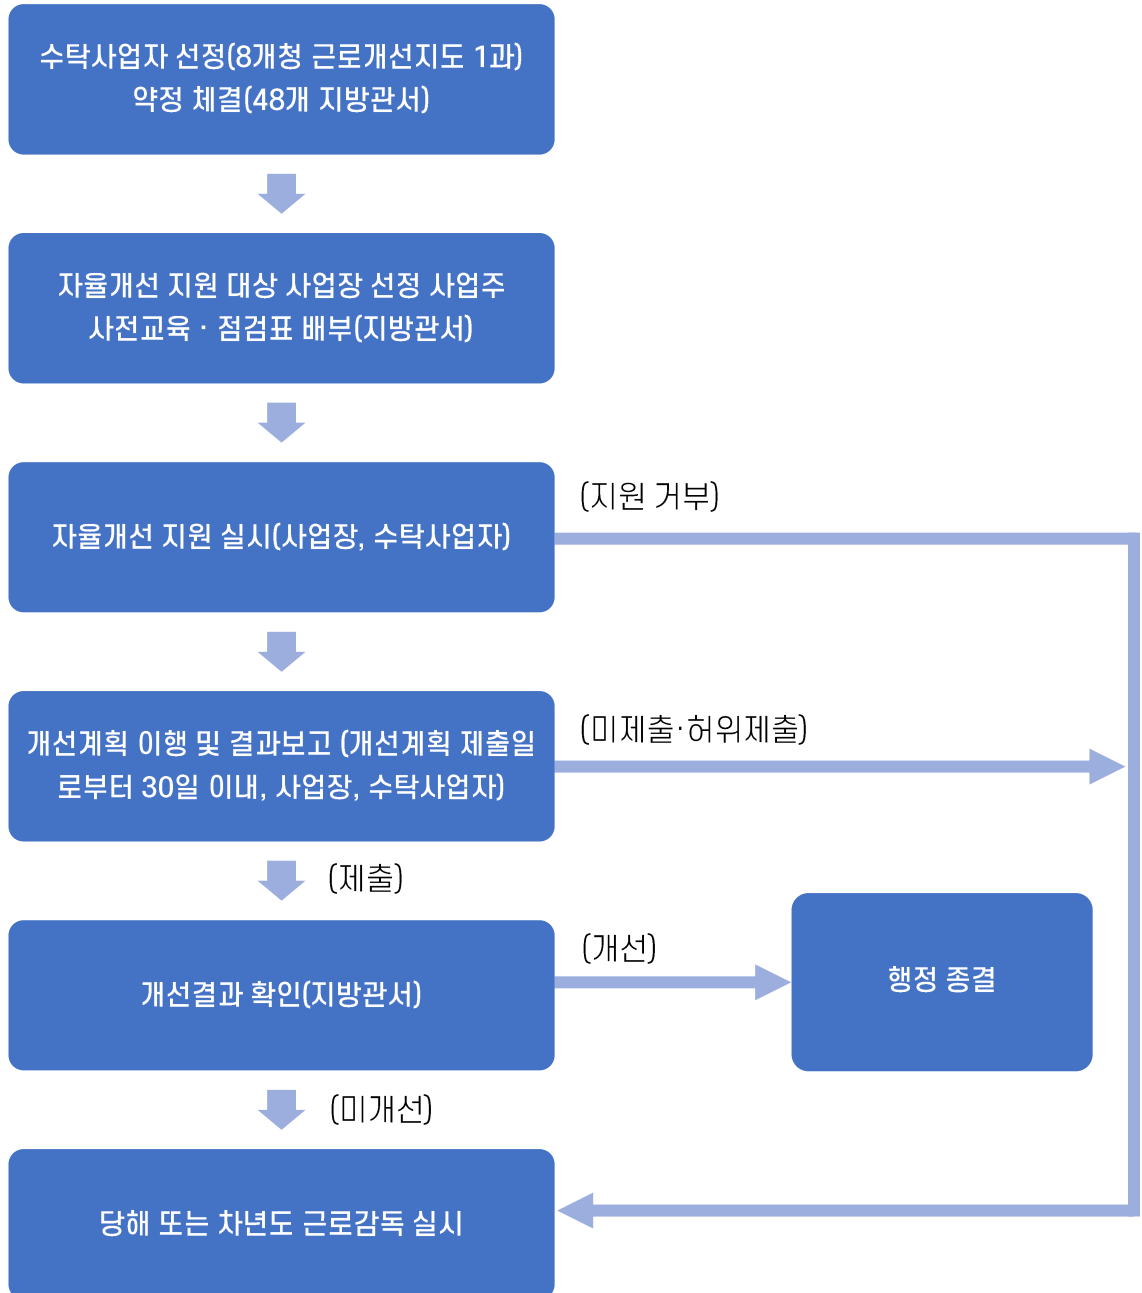 수탁사업자 선정(8개청 근로개선지도 1과)
약정 체결(48개 지방관서)
자율개선 지원 대상 사업장 선정 사업주
사전교육 · 점검표 배부(지방관서)
(지원 거부)
자율개선 지원 실시(사업장, 수탁사업자)
(미제출·허위제출)
개선계획 이행 및 결과보고 (개선계획 제출일
로부터 30일 이내, 사업장, 수탁사업자)
(제출)
(개선)
개선결과 확인(지방관서)
행정 종결
(미개선)
당해 또는 차년도 근로감독 실시